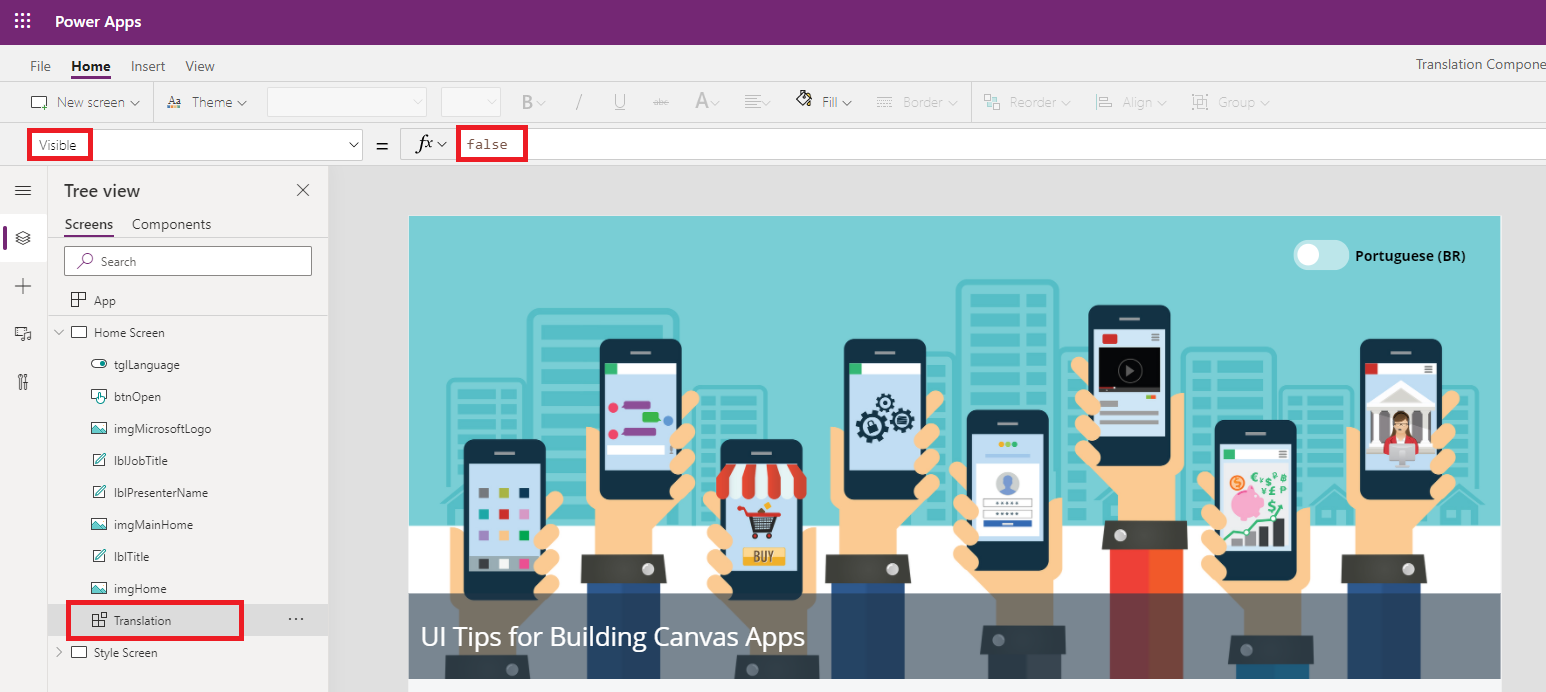 Power Apps
File Home Insert View Translation Compone
New screen Theme B / U abc A Fill Border Reorder Align Group
Visible = fx false
Tree view
Screens Components
Search
App
Home Screen
tglLanguage
btnOpen
imgMicrosoftLogo
lblJobTitle
lblPresenterName
imgMainHome
lblTitle
imgHome
Translation
Style Screen
Portuguese (BR)
BUY
UI Tips for Building Canvas Apps